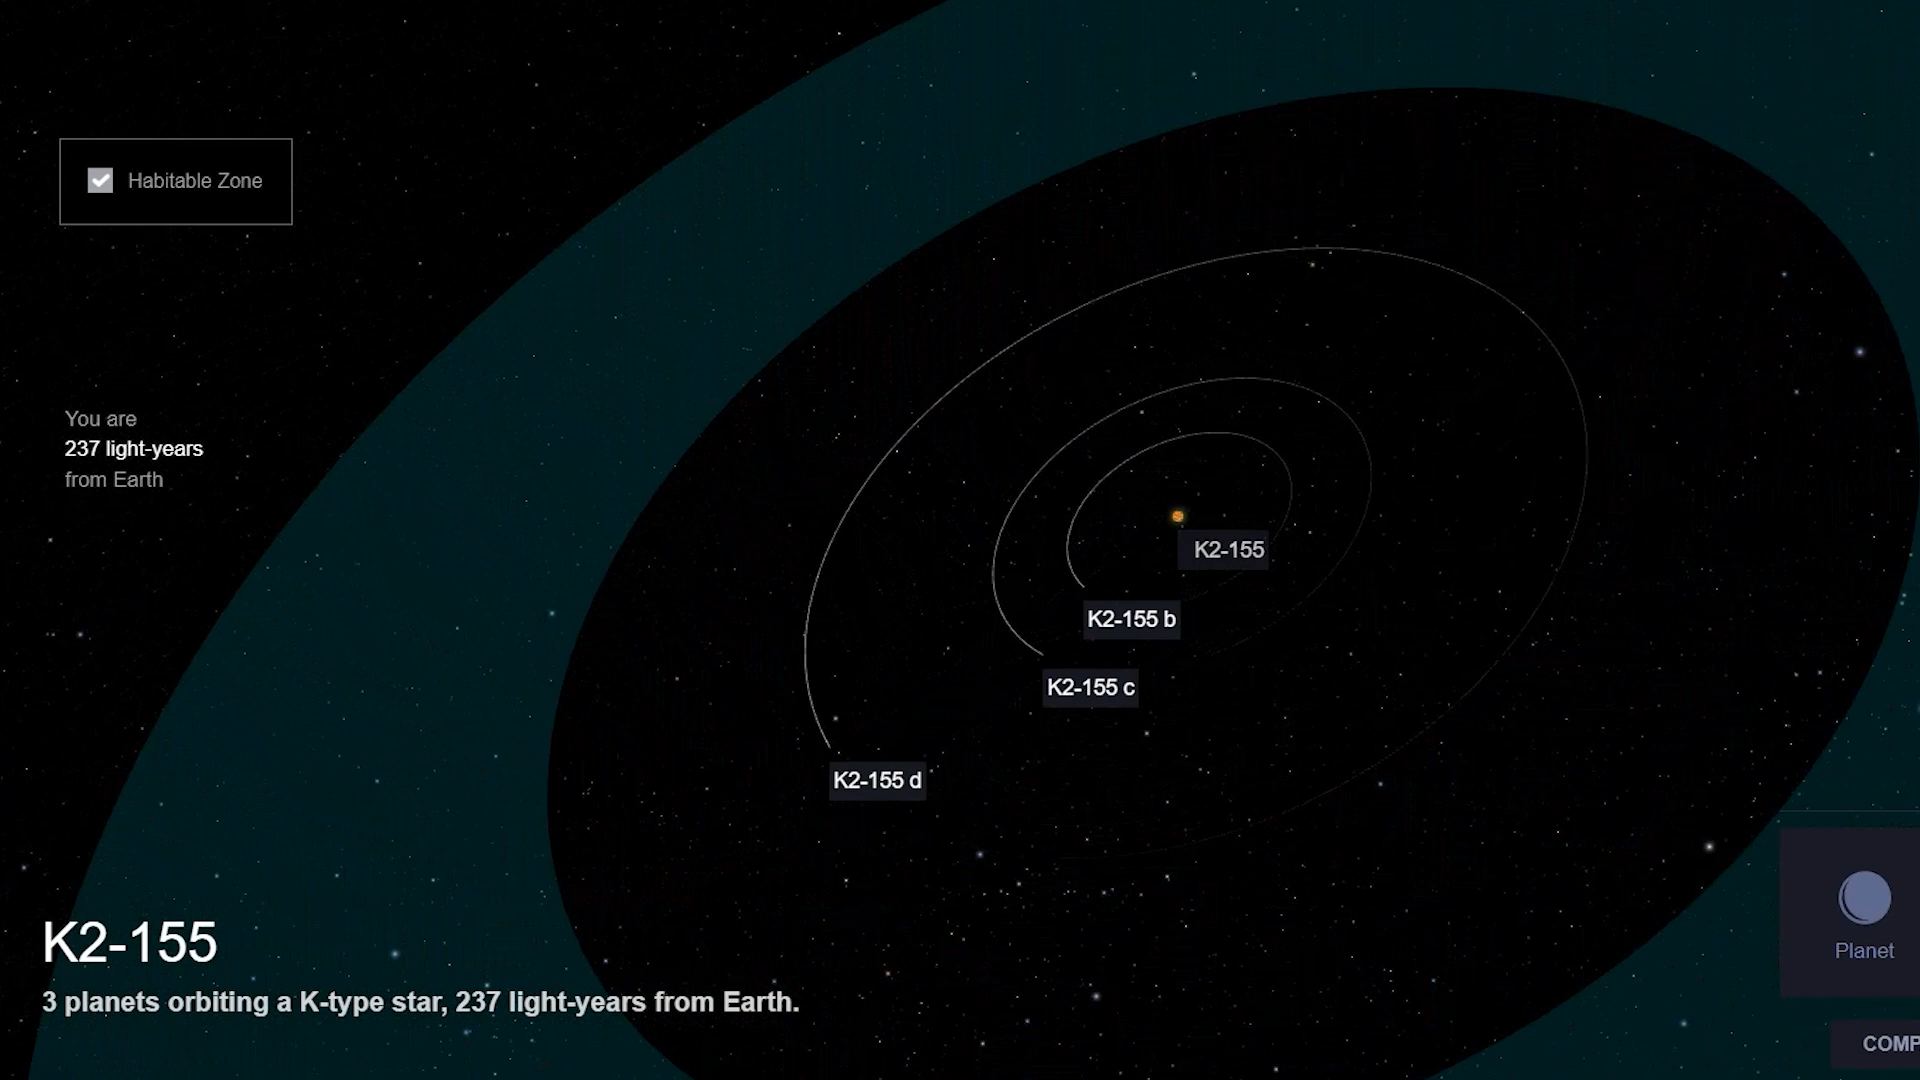 Habitable Zone
You are
237 light-years
from Earth
K2-155
K2-155 b
K2-155 c
K2-155 d
K2-155
3 planets orbiting a K-type star, 237 light-years from Earth.
Planet
COMP